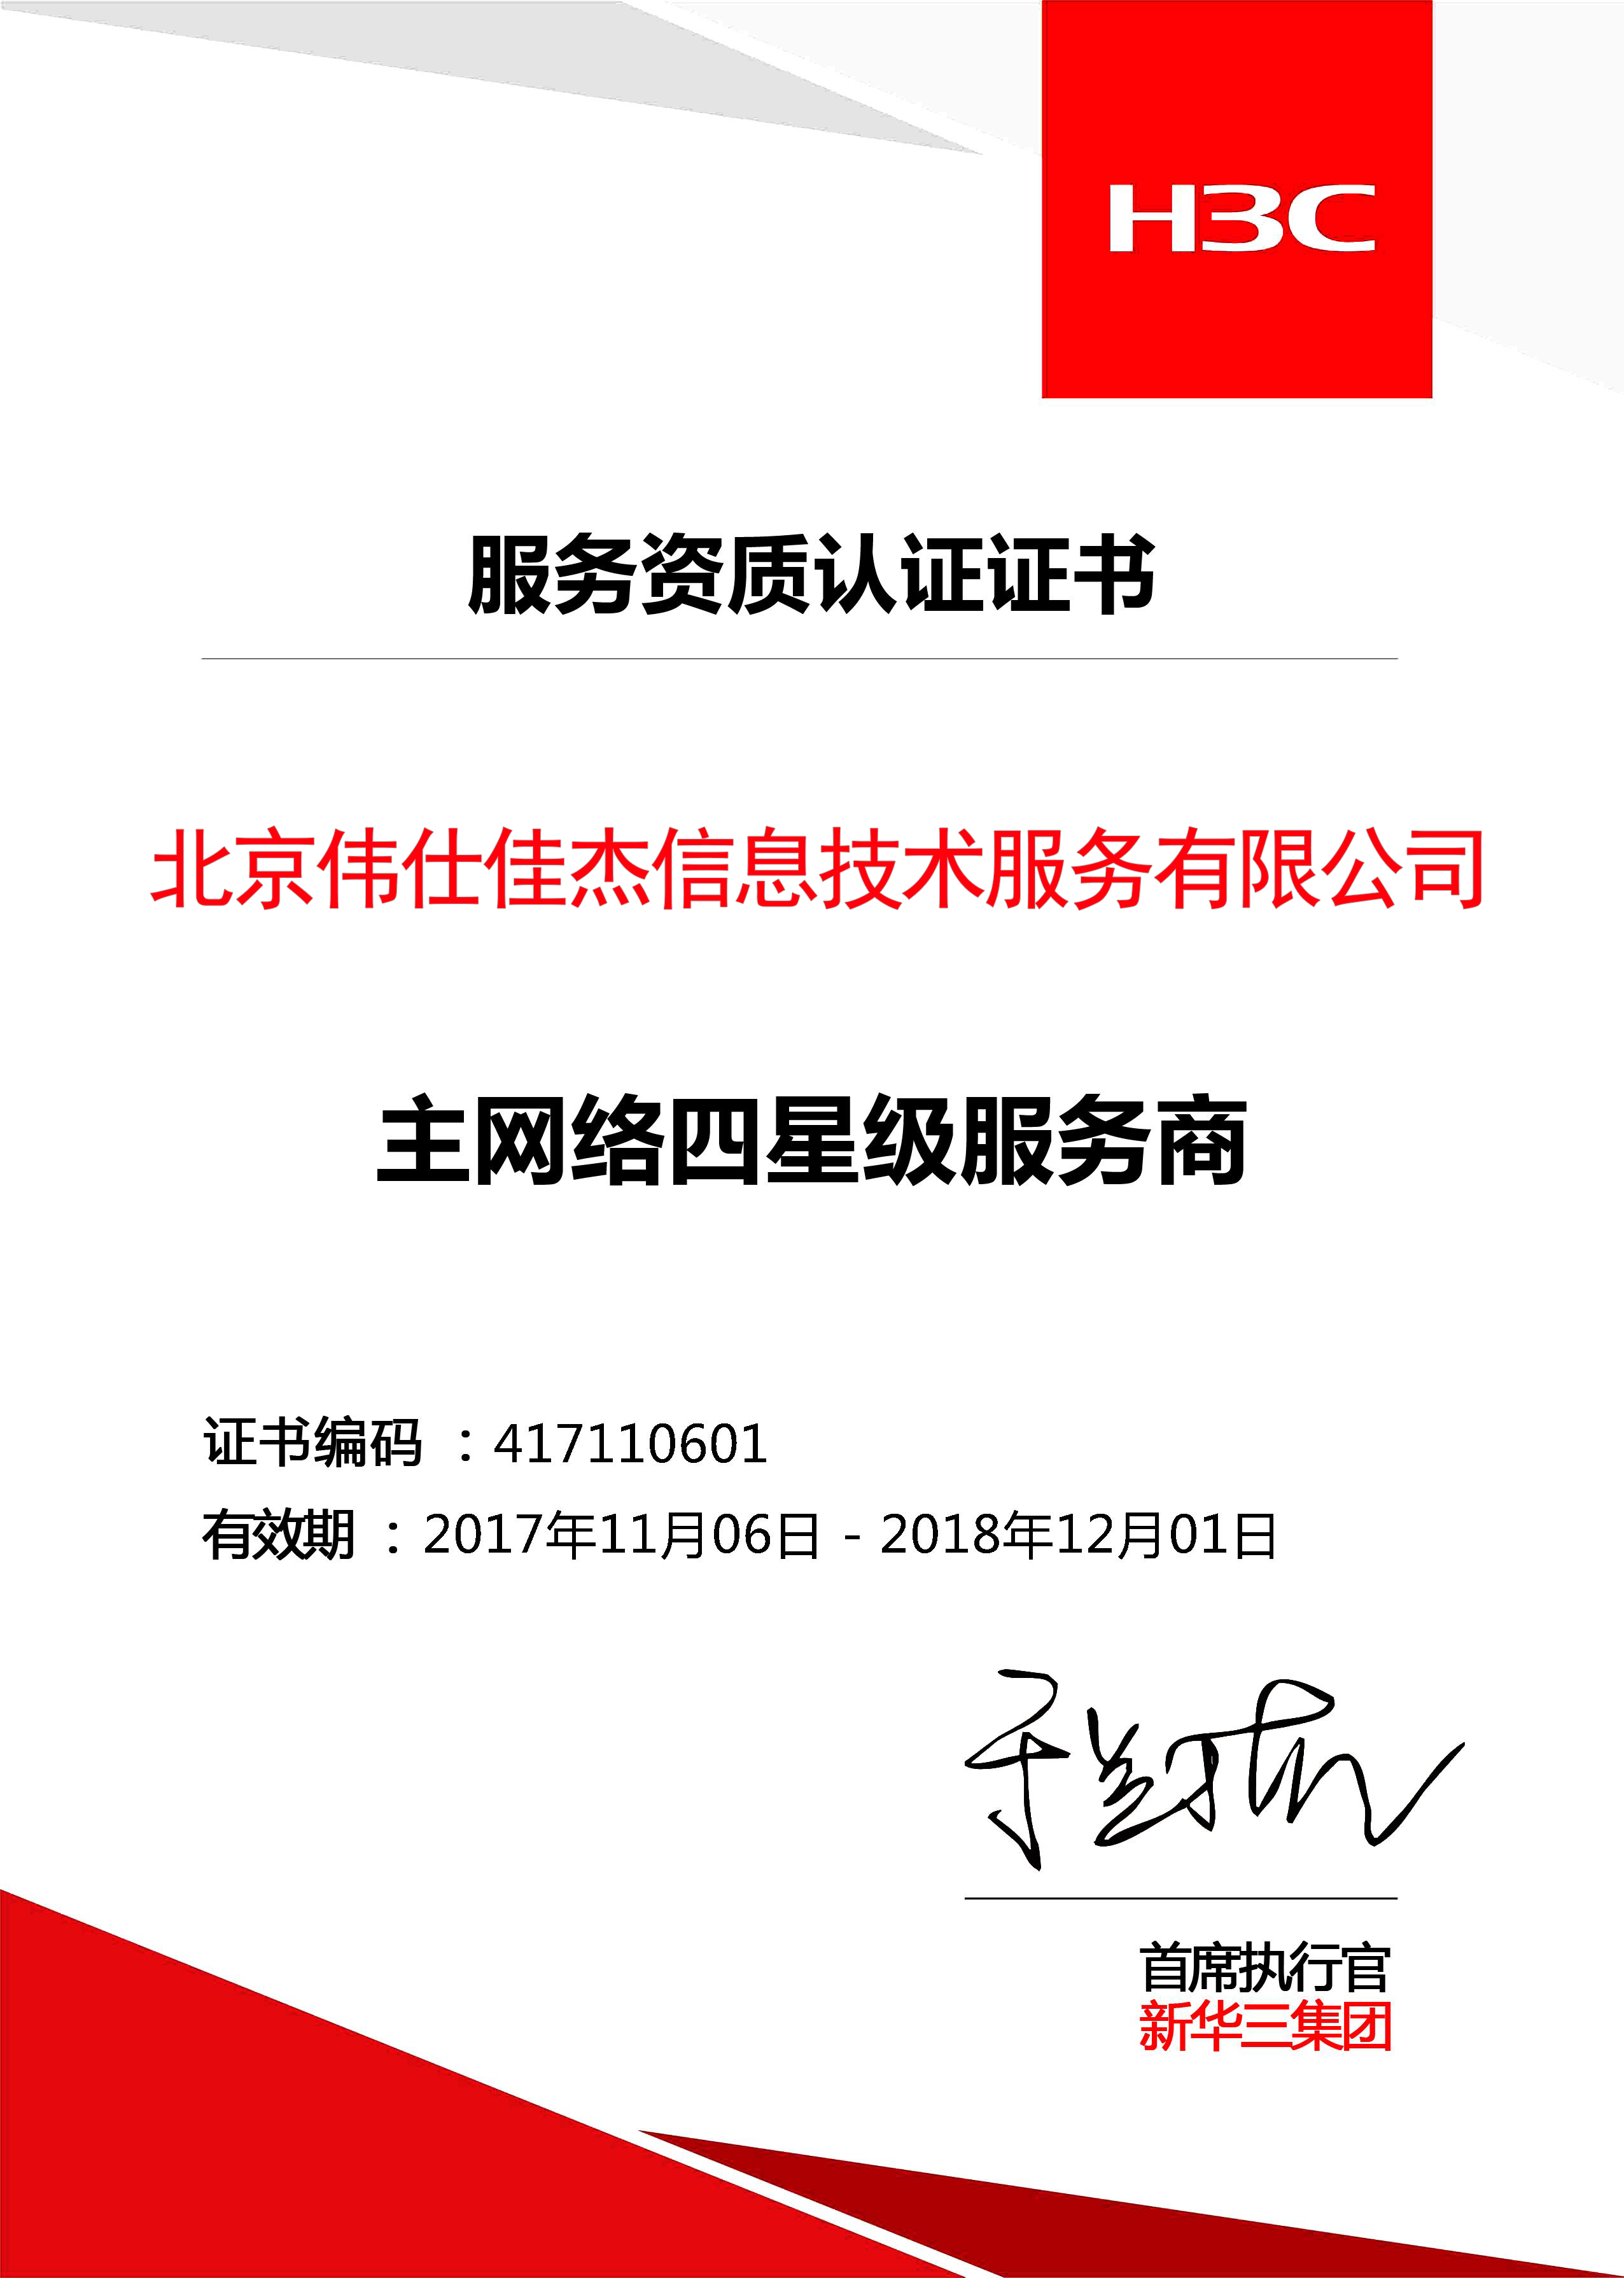 H3C
服务资质认证证书
北京伟仕佳杰信息技术服务有限公司
主网络四星级服务商
证书编码 ：417110601
有效期 ：2017年11月06日 - 2018年12月01日
首席执行官
新华三集团